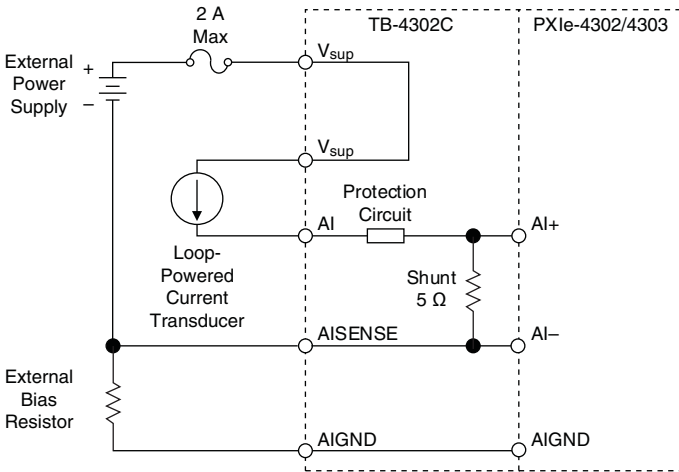 2 A
Max
TB-4302C
PXIe-4302/4303
External
Power
Supply
+
–
Vsup
Vsup
Protection
Circuit
AI
AI+
Loop-
Powered
Current
Transducer
Shunt
5 Ω
AISENSE
AI–
External
Bias
Resistor
AIGND
AIGND